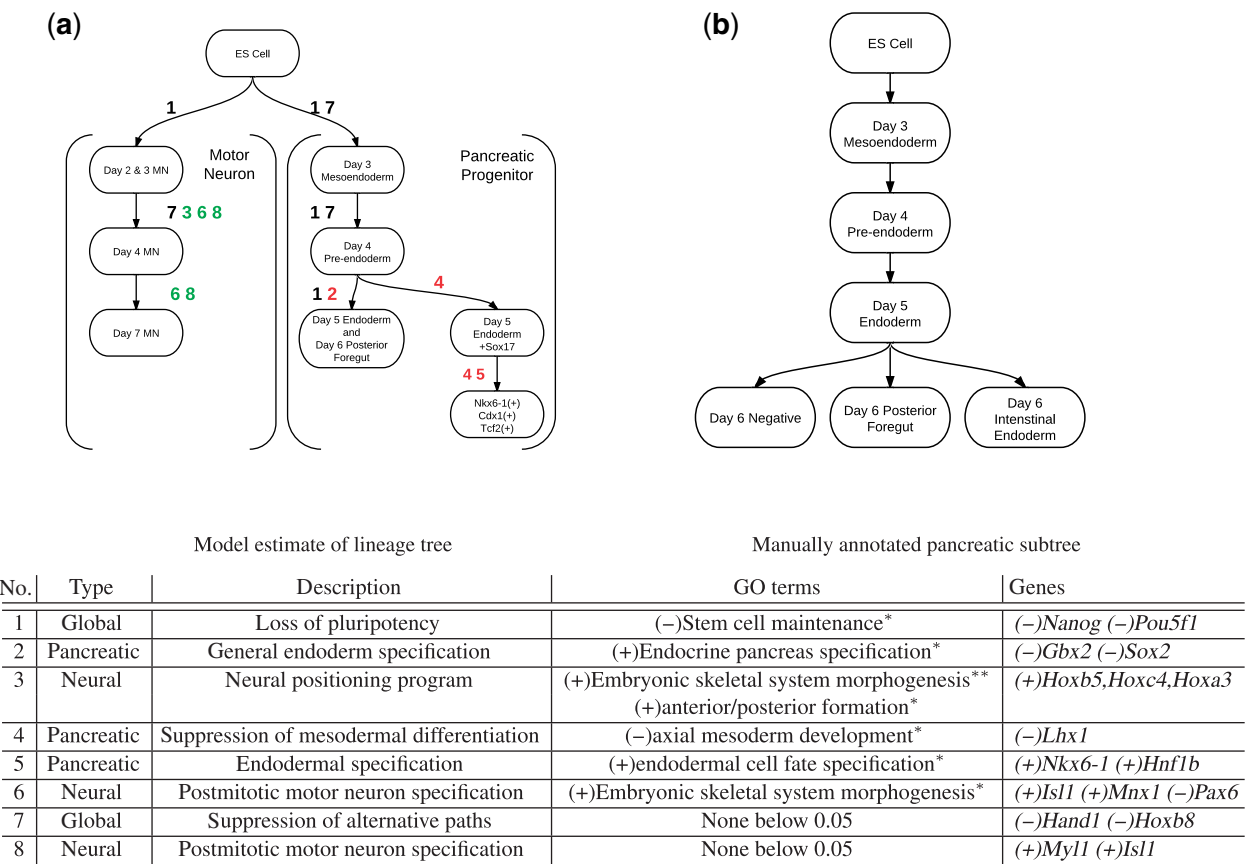 (a)
ES Cell
1
1 7
Motor
Neuron
Day 2 & 3 MN
7 3 6 8
Day 4 MN
6 8
Day 7 MN
Pancreatic
Progenitor
Day 3
Mesoendoderm
1 7
Day 4
Pre-endoderm
1 2
4
Day 5 Endoderm
and
Day 6 Posterior
Foregut
Day 5
Endoderm
+Sox17
4 5
Nkx6-1(+)
Cdx1(+)
Tcf2(+)
(b)
ES Cell
Day 3
Mesoendoderm
Day 4
Pre-endoderm
Day 5
Endoderm
Day 6 Negative
Day 6 Posterior
Foregut
Day 6
Intenstinal
Endoderm
Model estimate of lineage tree
Manually annotated pancreatic subtree
No. Type Description GO terms Genes
1 Global Loss of pluripotency (−)Stem cell maintenance* (−)Nanog (−)Pou5f1
2 Pancreatic General endoderm specification (+)Endocrine pancreas specification* (−)Gbx2 (−)Sox2
3 Neural Neural positioning program (+)Embryonic skeletal system morphogenesis** (+)Hoxb5,Hoxc4,Hoxa3
(+)anterior/posterior formation*
4 Pancreatic Suppression of mesodermal differentiation (−)axial mesoderm development* (−)Lhx1
5 Pancreatic Endodermal specification (+)endodermal cell fate specification* (+)Nkx6-1 (+)Hnf1b
6 Neural Postmitotic motor neuron specification (+)Embryonic skeletal system morphogenesis* (+)Isl1 (+)Mnx1 (−)Pax6
7 Global Suppression of alternative paths None below 0.05 (−)Hand1 (−)Hoxb8
8 Neural Postmitotic motor neuron specification None below 0.05 (+)Myl1 (+)Isl1